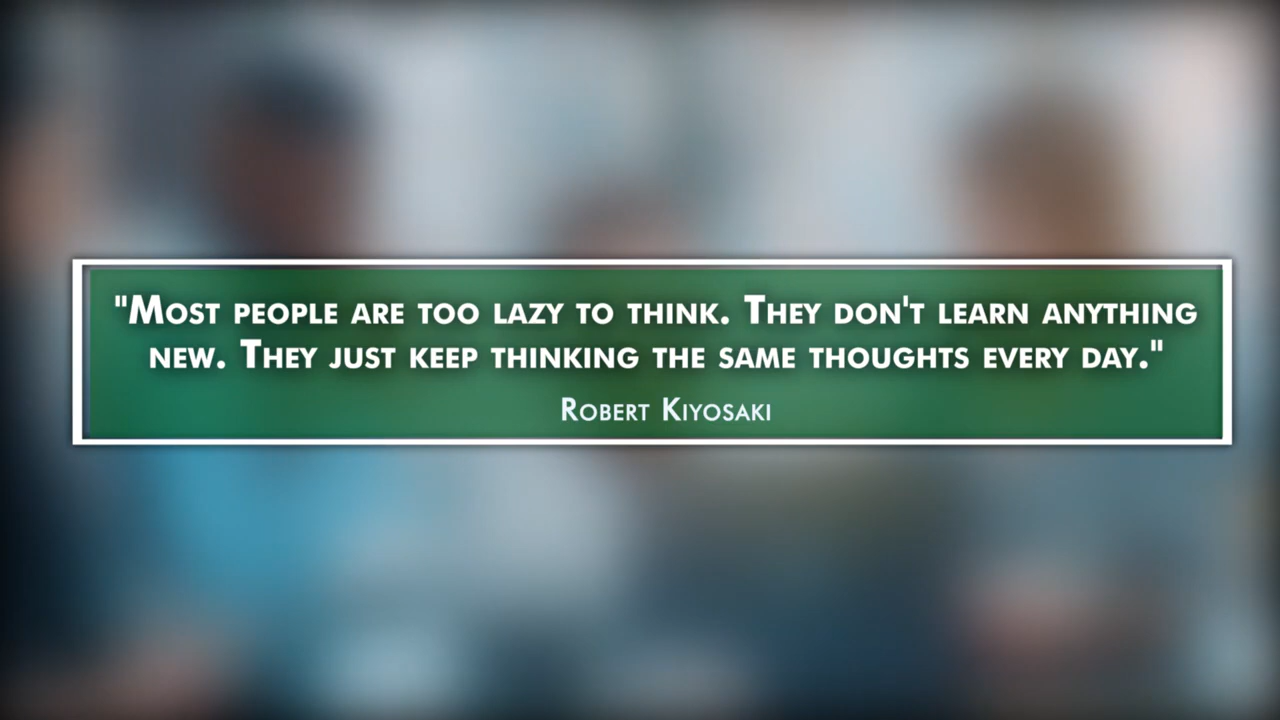 "Most people are too lazy to think. They don't learn anything
new. They just keep thinking the same thoughts every day."
Robert Kiyosaki